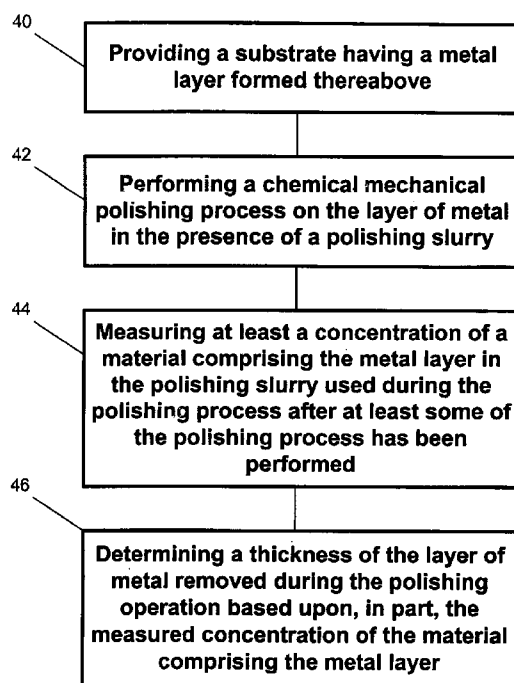 40
Providing a substrate having a metal
layer formed thereabove
42
Performing a chemical mechanical
polishing process on the layer of metal
in the presence of a polishing slurry
44
Measuring at least a concentration of a
material comprising the metal layer in
the polishing slurry used during the
polishing process after at least some of
the polishing process has been
performed
46
Determining a thickness of the layer of
metal removed during the polishing
operation based upon, in part, the
measured concentration of the material
comprising the metal layer